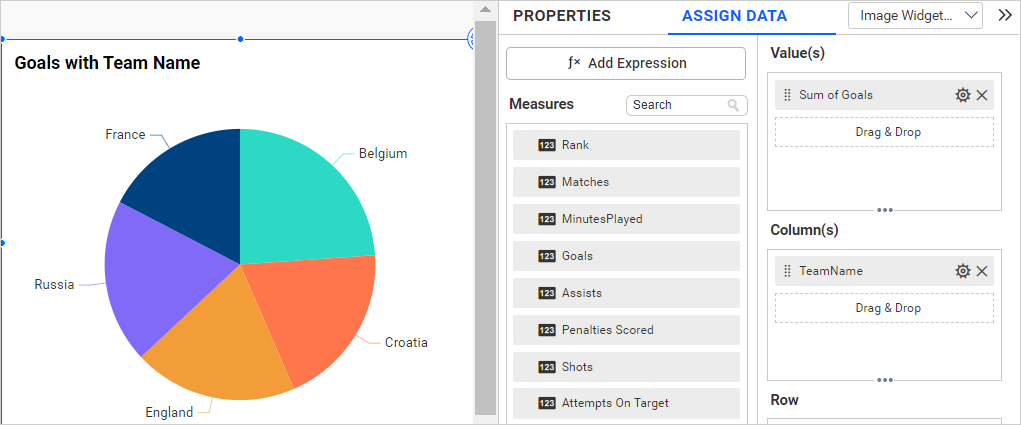 Goals with Team Name
France
Belgium
Russia
Croatia
England
PROPERTIES
ASSIGN DATA
Image Widget...
ƒx Add Expression
Measures
Search
123 Rank
123 Matches
123 MinutesPlayed
123 Goals
123 Assists
123 Penalties Scored
123 Shots
123 Attempts On Target
Value(s)
Sum of Goals
Drag & Drop
Column(s)
TeamName
Drag & Drop
Row